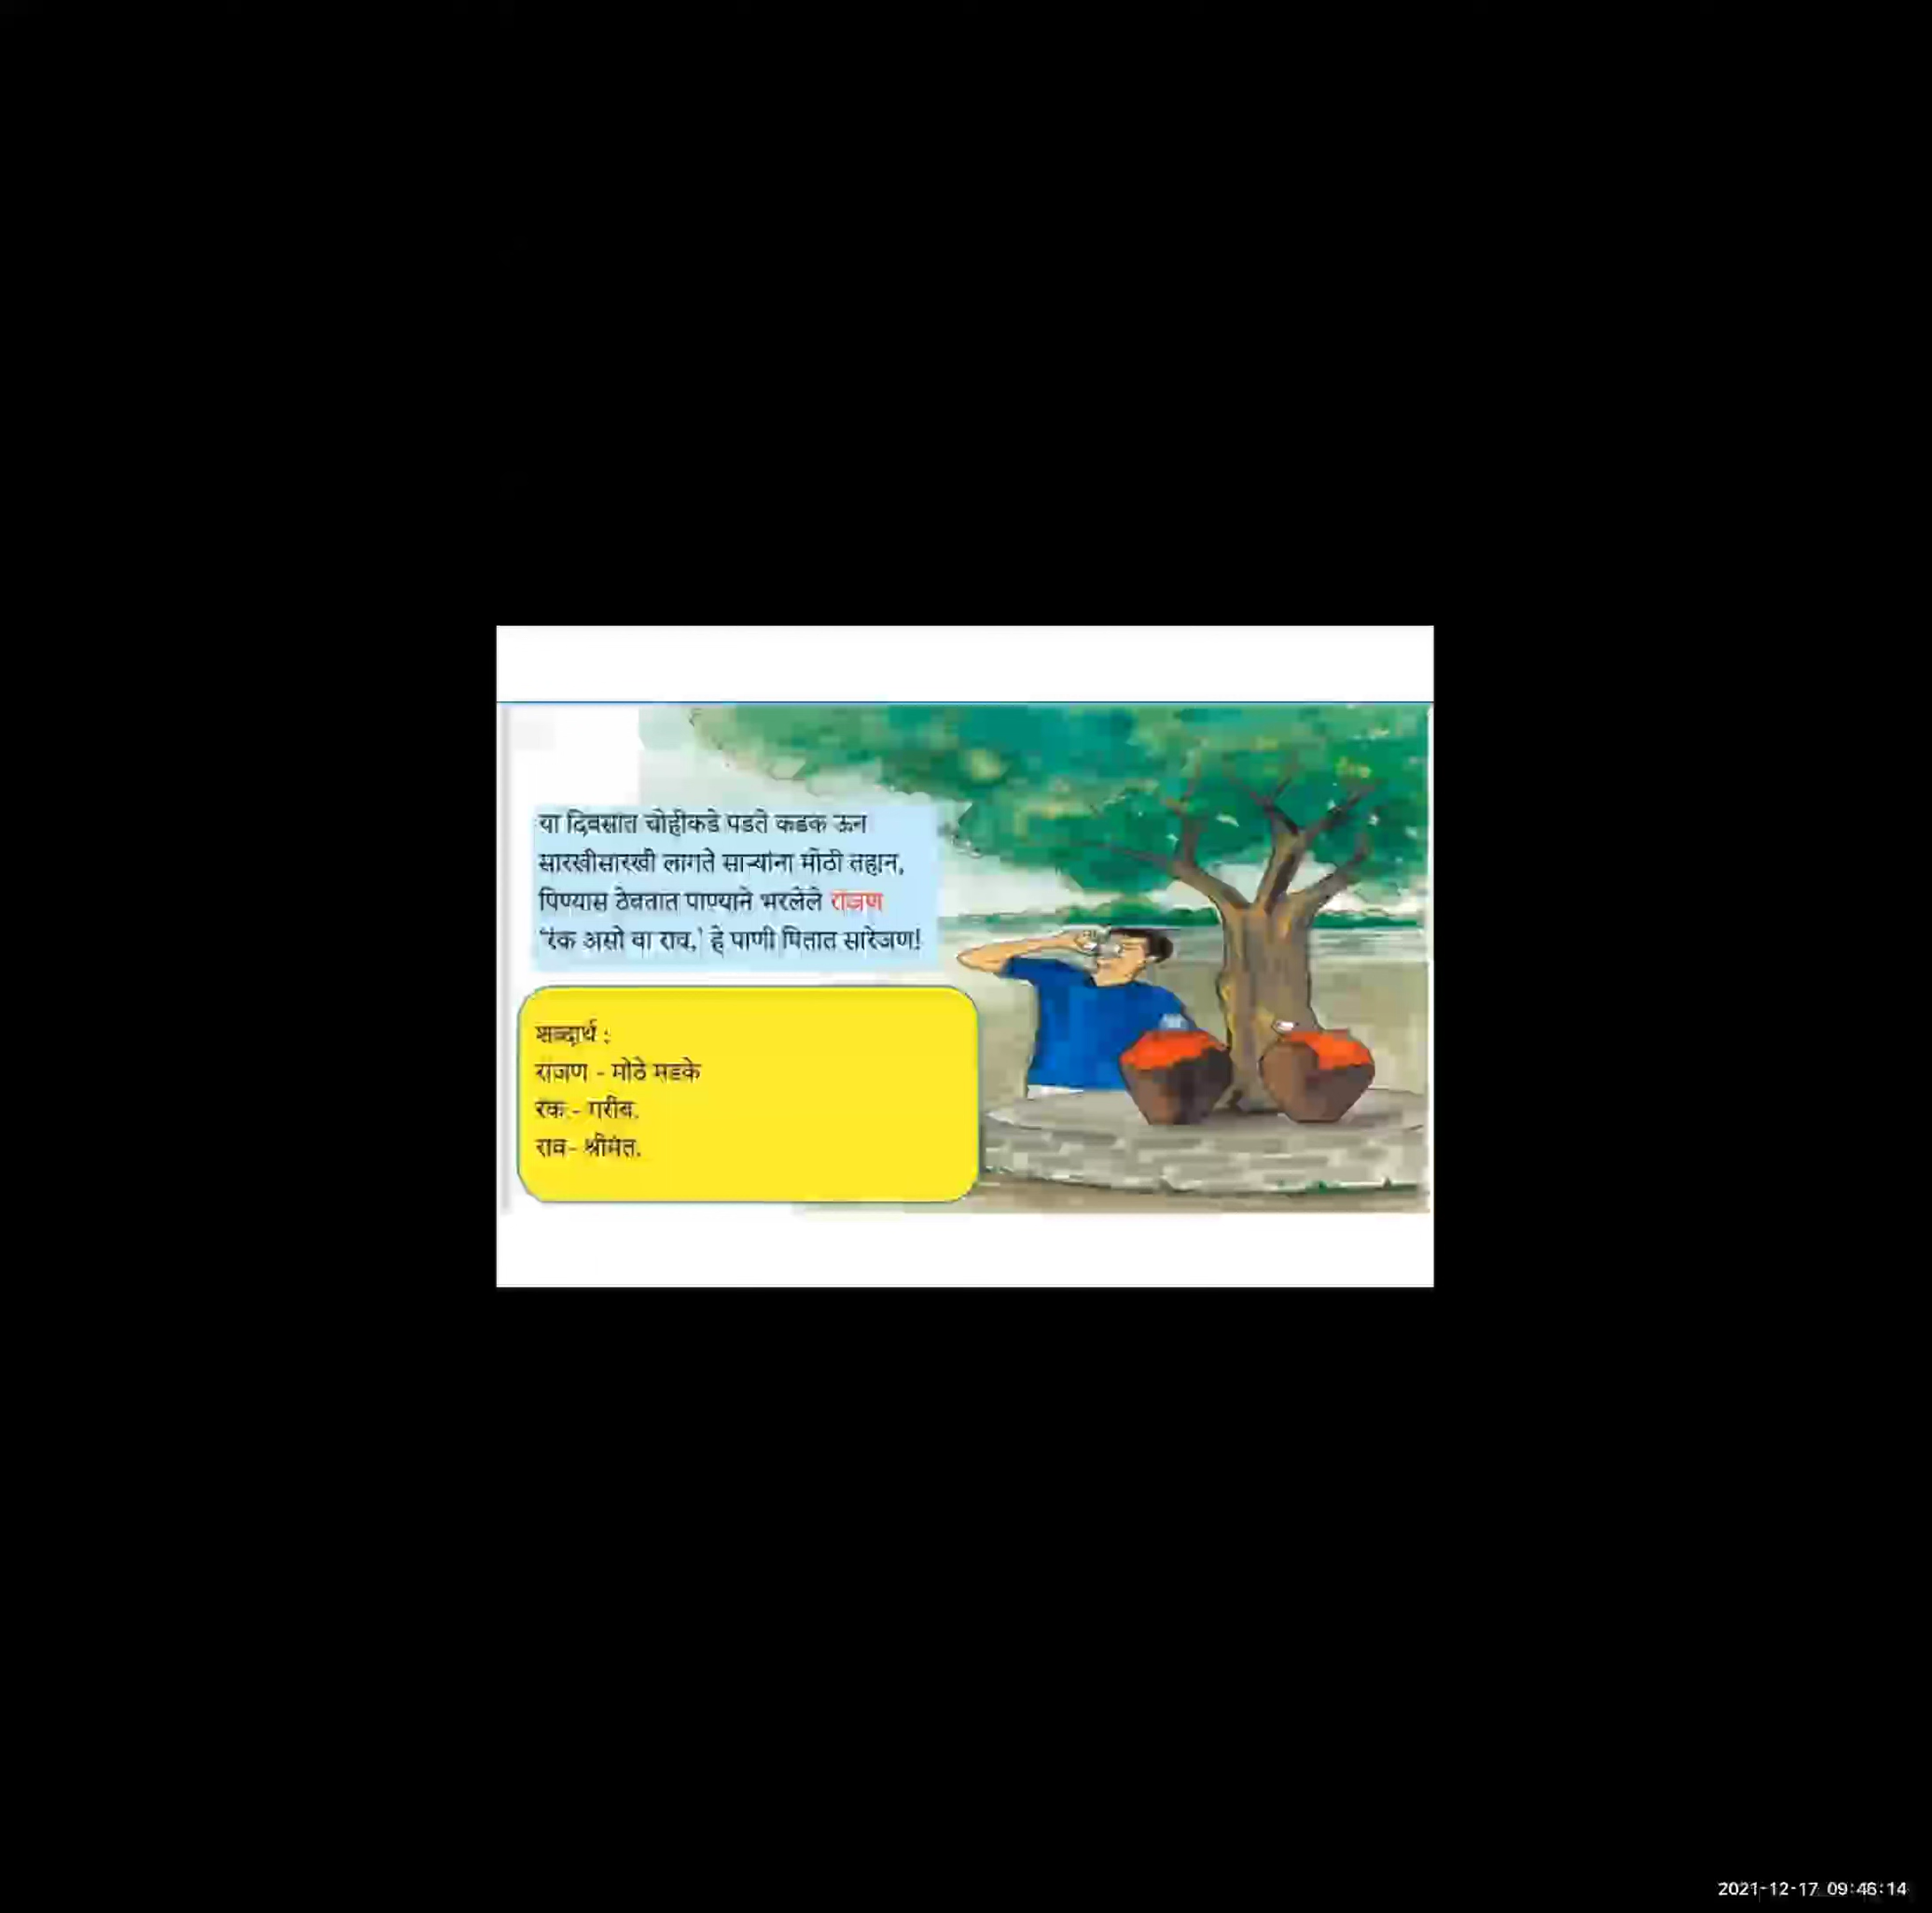 या दिवसांत चोहीकडे पडते कडक ऊन
सारखीसारखी लागते साऱ्यांना मोठी तहान,
पिण्यास ठेवतात पाण्याने भरलेले रांजण
'रंक असो वा राव,' हे पाणी पितात सारेजण!
शब्दार्थ :
रांजण - मोठे मडके
रंक - गरीब.
राव- श्रीमंत.
2021-12-17 09:46:14